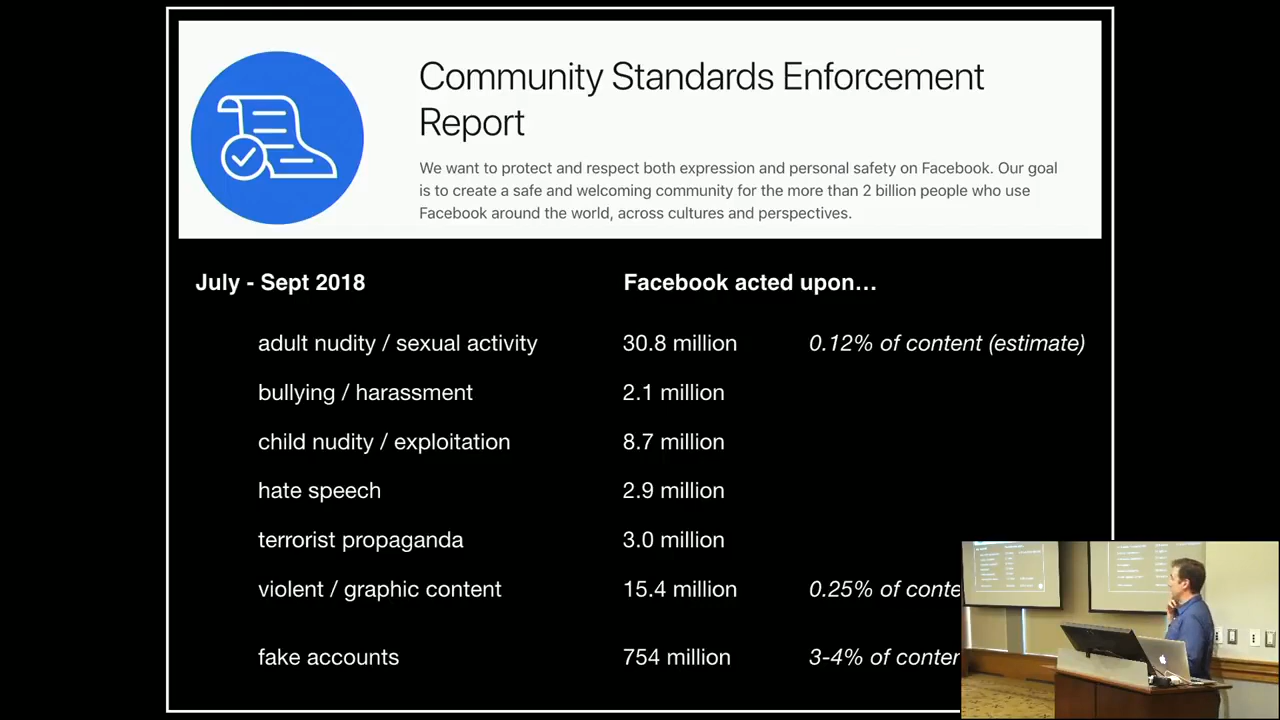 Community Standards Enforcement
Report
We want to protect and respect both expression and personal safety on Facebook. Our goal
is to create a safe and welcoming community for the more than 2 billion people who use
Facebook around the world, across cultures and perspectives.
July - Sept 2018 Facebook acted upon…
adult nudity / sexual activity 30.8 million 0.12% of content (estimate)
bullying / harassment 2.1 million
child nudity / exploitation 8.7 million
hate speech 2.9 million
terrorist propaganda 3.0 million
violent / graphic content 15.4 million 0.25% of conte
fake accounts 754 million 3-4% of conten